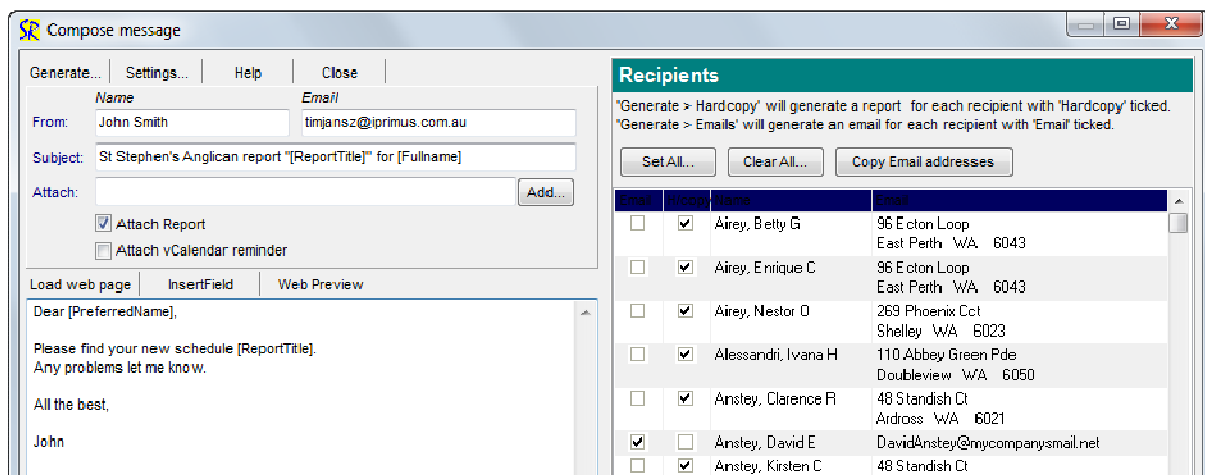 SR Compose message
Generate... Settings... Help Close
Name Email
From: John Smith timjansz@iprimus.com.au
Subject: St Stephen's Anglican report "[ReportTitle]" for [Fullname]
Attach: Add...
Attach Report
Attach vCalendar reminder
Load web page InsertField Web Preview
Dear [PreferredName],
Please find your new schedule [ReportTitle].
Any problems let me know.
All the best,
John
Recipients
'Generate > Hardcopy' will generate a report for each recipient with 'Hardcopy' ticked.
'Generate > Emails' will generate an email for each recipient with 'Email' ticked.
Set All... Clear All... Copy Email addresses
Email Name Email
Airey, Betty G 96 Ecton Loop
East Perth WA 6043
Airey, Enrique C 96 Ecton Loop
East Perth WA 6043
Airey, Nestor O 269 Phoenix Cct
Shelley WA 6023
Alessandri, Ivana H 110 Abbey Green Pde
Doubleview WA 6050
Anstey, Clarence R 48 Standish Ct
Ardross WA 6021
Anstey, David E DavidAnstey@mycompanysmail.net
Anstey, Kirsten C 48 Standish Ct